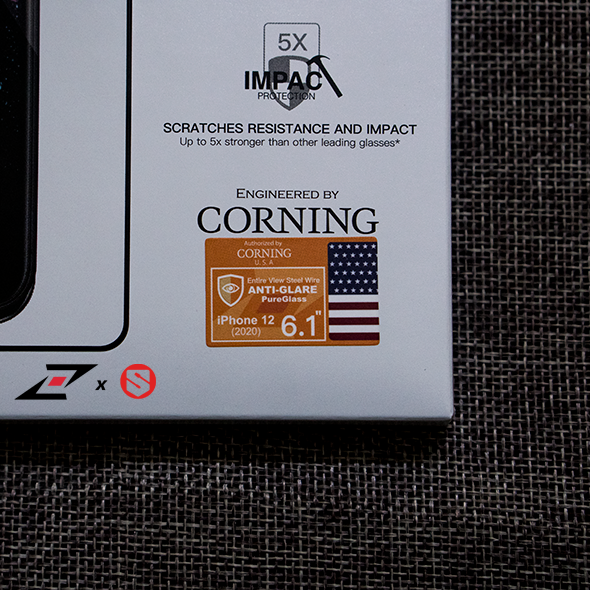 5X
IMPAC
PROTECTION
SCRATCHES RESISTANCE AND IMPACT
Up to 5x stronger than other leading glasses*
ENGINEERED BY
CORNING
Authorized by
CORNING
U.S.A
Entire View Steel Wire
ANTI-GLARE
PureGlass
iPhone 12
(2020)
6.1"
x
S